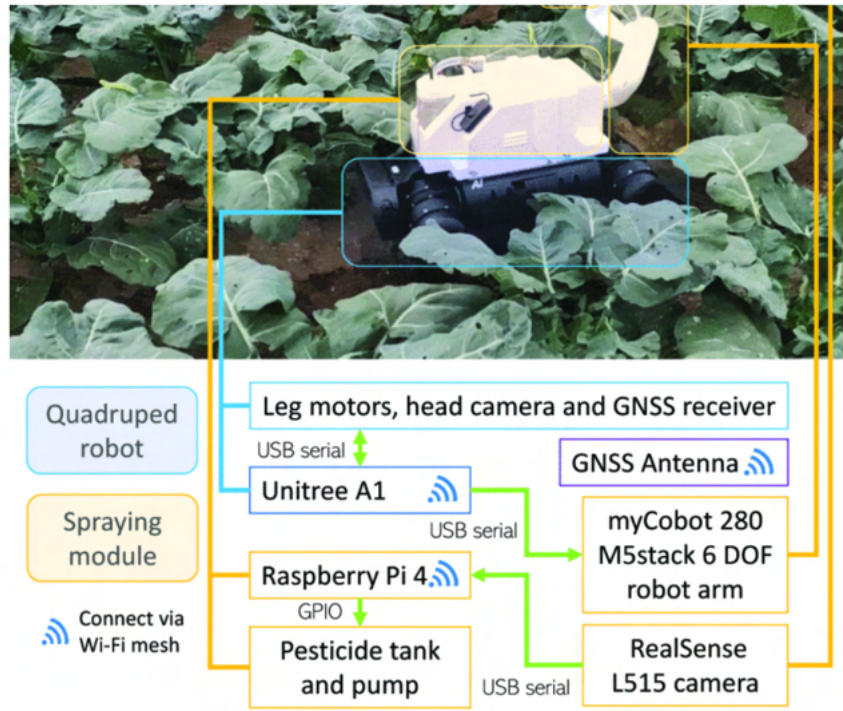 A1
Quadruped
robot
Spraying
module
Connect via
Wi-Fi mesh
Leg motors, head camera and GNSS receiver
USB serial
Unitree A1
GNSS Antenna
USB serial
myCobot 280
M5stack 6 DOF
robot arm
Raspberry Pi 4
GPIO
Pesticide tank
and pump
USB serial
RealSense
L515 camera